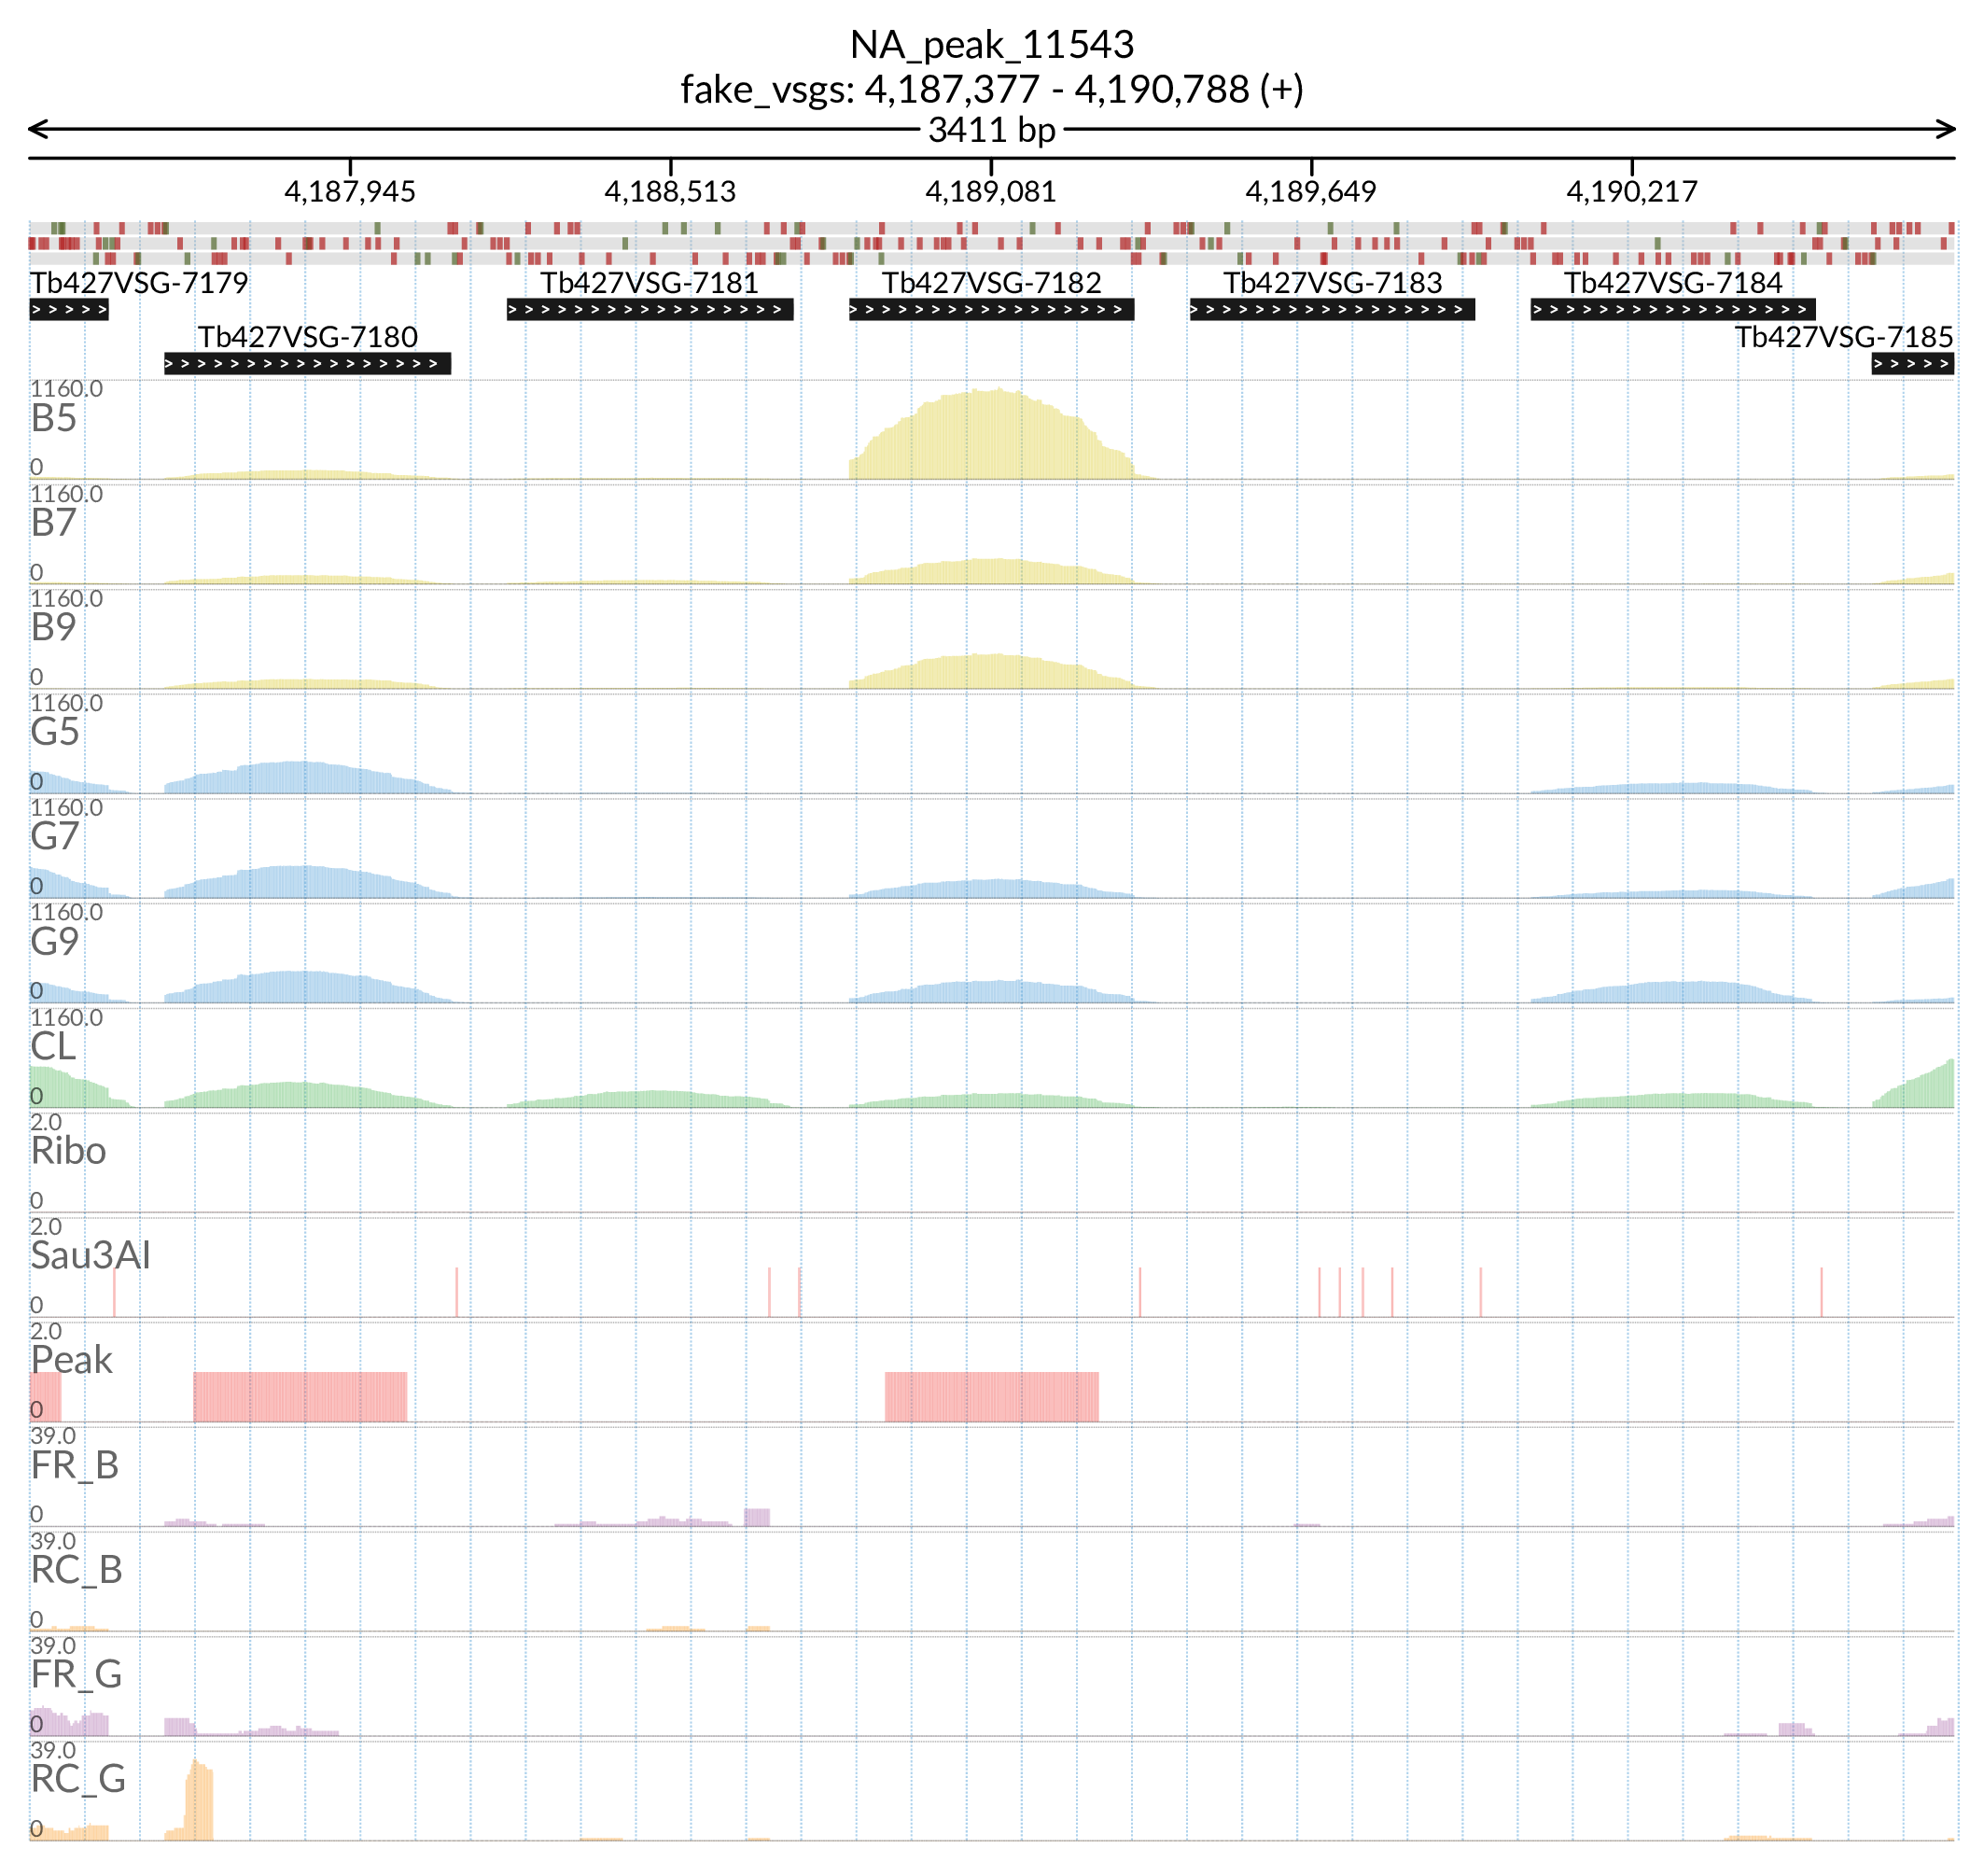 NA_peak_11543
fake_vsgs: 4,187,377 - 4,190,788 (+)
3411 bp
4,187,945 4,188,513 4,189,081 4,189,649 4,190,217
Tb427VSG-7179 Tb427VSG-7181 Tb427VSG-7182 Tb427VSG-7183 Tb427VSG-7184
Tb427VSG-7180 Tb427VSG-7185
1160.0
B5
0
1160.0
B7
0
1160.0
B9
0
1160.0
G5
0
1160.0
G7
0
1160.0
G9
0
1160.0
CL
0
2.0
Ribo
0
2.0
Sau3AI
0
2.0
Peak
0
39.0
FR_B
0
39.0
RC_B
0
39.0
FR_G
0
39.0
RC_G
0